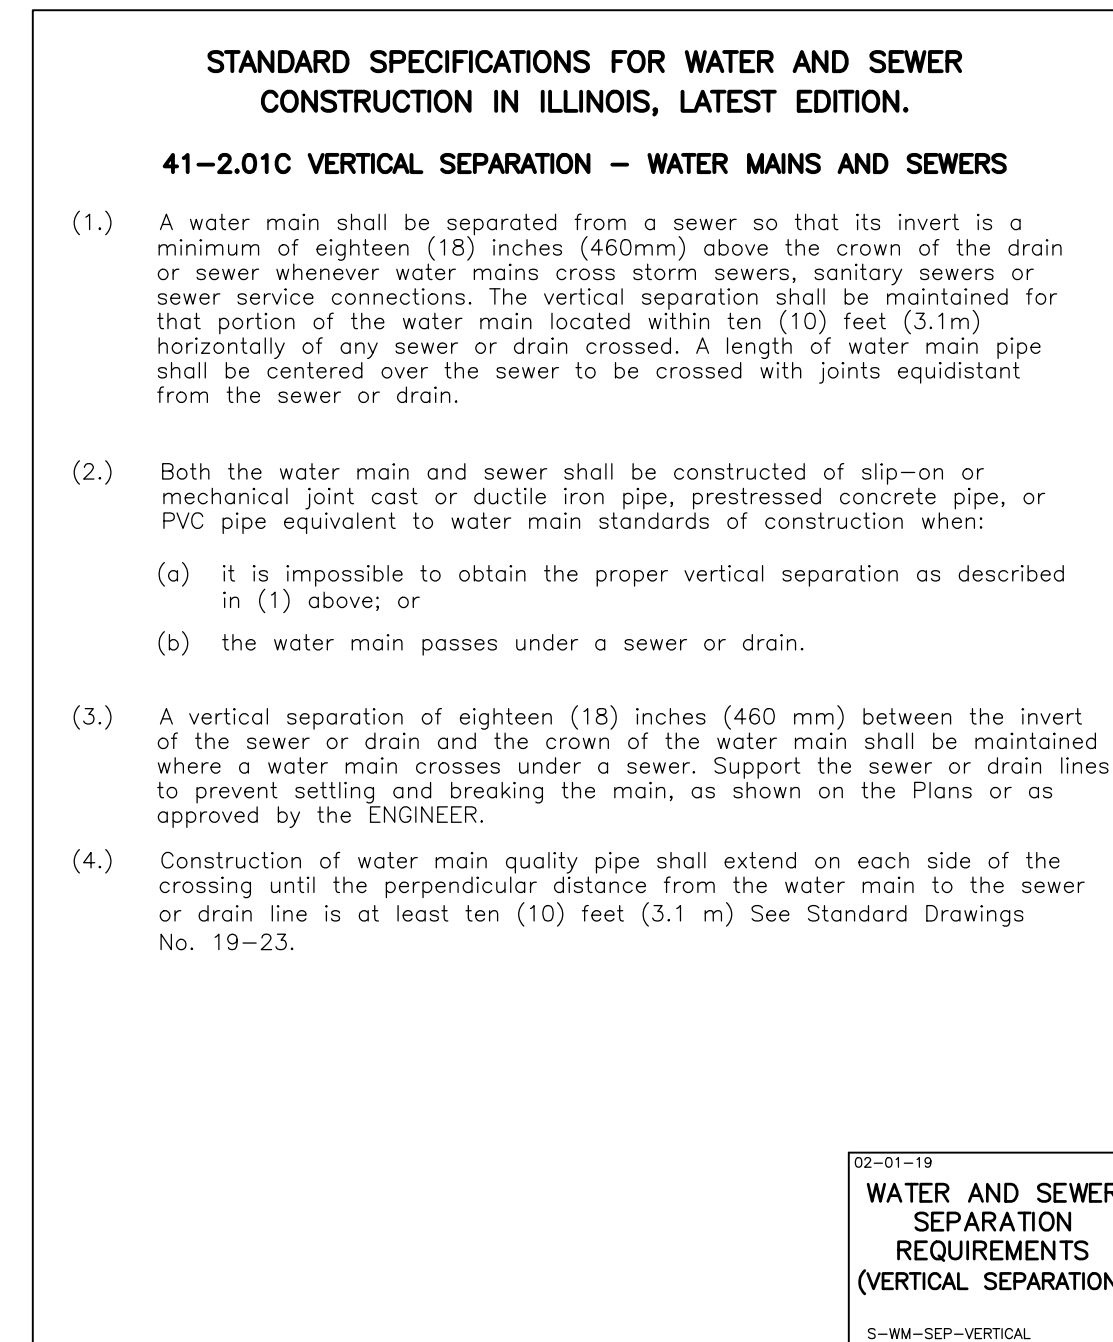 STANDARD SPECIFICATIONS FOR WATER AND SEWER
CONSTRUCTION IN ILLINOIS, LATEST EDITION.
41-2.01C VERTICAL SEPARATION - WATER MAINS AND SEWERS
(1.) A water main shall be separated from a sewer so that its invert is a
minimum of eighteen (18) inches (460mm) above the crown of the drain
or sewer whenever water mains cross storm sewers, sanitary sewers or
sewer service connections. The vertical separation shall be maintained for
that portion of the water main located within ten (10) feet (3.1m)
horizontally of any sewer or drain crossed. A length of water main pipe
shall be centered over the sewer to be crossed with joints equidistant
from the sewer or drain.
(2.) Both the water main and sewer shall be constructed of slip-on or
mechanical joint cast or ductile iron pipe, prestressed concrete pipe, or
PVC pipe equivalent to water main standards of construction when:
(a) it is impossible to obtain the proper vertical separation as described
in (1) above; or
(b) the water main passes under a sewer or drain.
(3.) A vertical separation of eighteen (18) inches (460 mm) between the invert
of the sewer or drain and the crown of the water main shall be maintained
where a water main crosses under a sewer. Support the sewer or drain lines
to prevent settling and breaking the main, as shown on the Plans or as
approved by the ENGINEER.
(4.) Construction of water main quality pipe shall extend on each side of the
crossing until the perpendicular distance from the water main to the sewer
or drain line is at least ten (10) feet (3.1 m) See Standard Drawings
No. 19-23.
02-01-19
WATER AND SEWER
SEPARATION
REQUIREMENTS
(VERTICAL SEPARATION
S-WM-SEP-VERTICAL